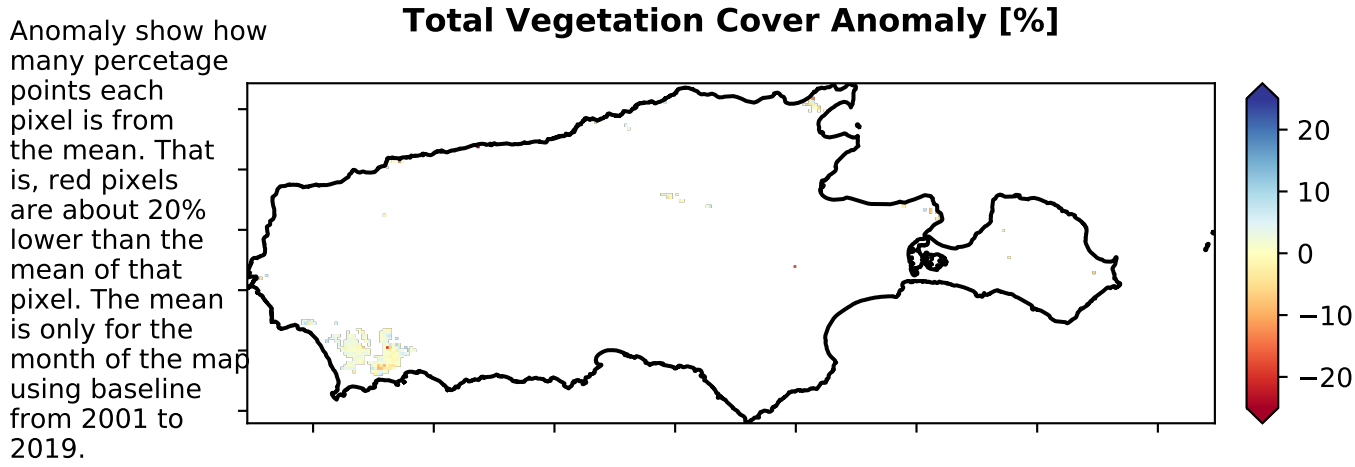 Total Vegetation Cover Anomaly [%]
Anomaly show how
many percetage
points each
pixel is from
the mean. That
is, red pixels
are about 20%
lower than the
mean of that
pixel. The mean
is only for the
month of the map
using baseline
from 2001 to
2019.
20
10
0
−10
−20